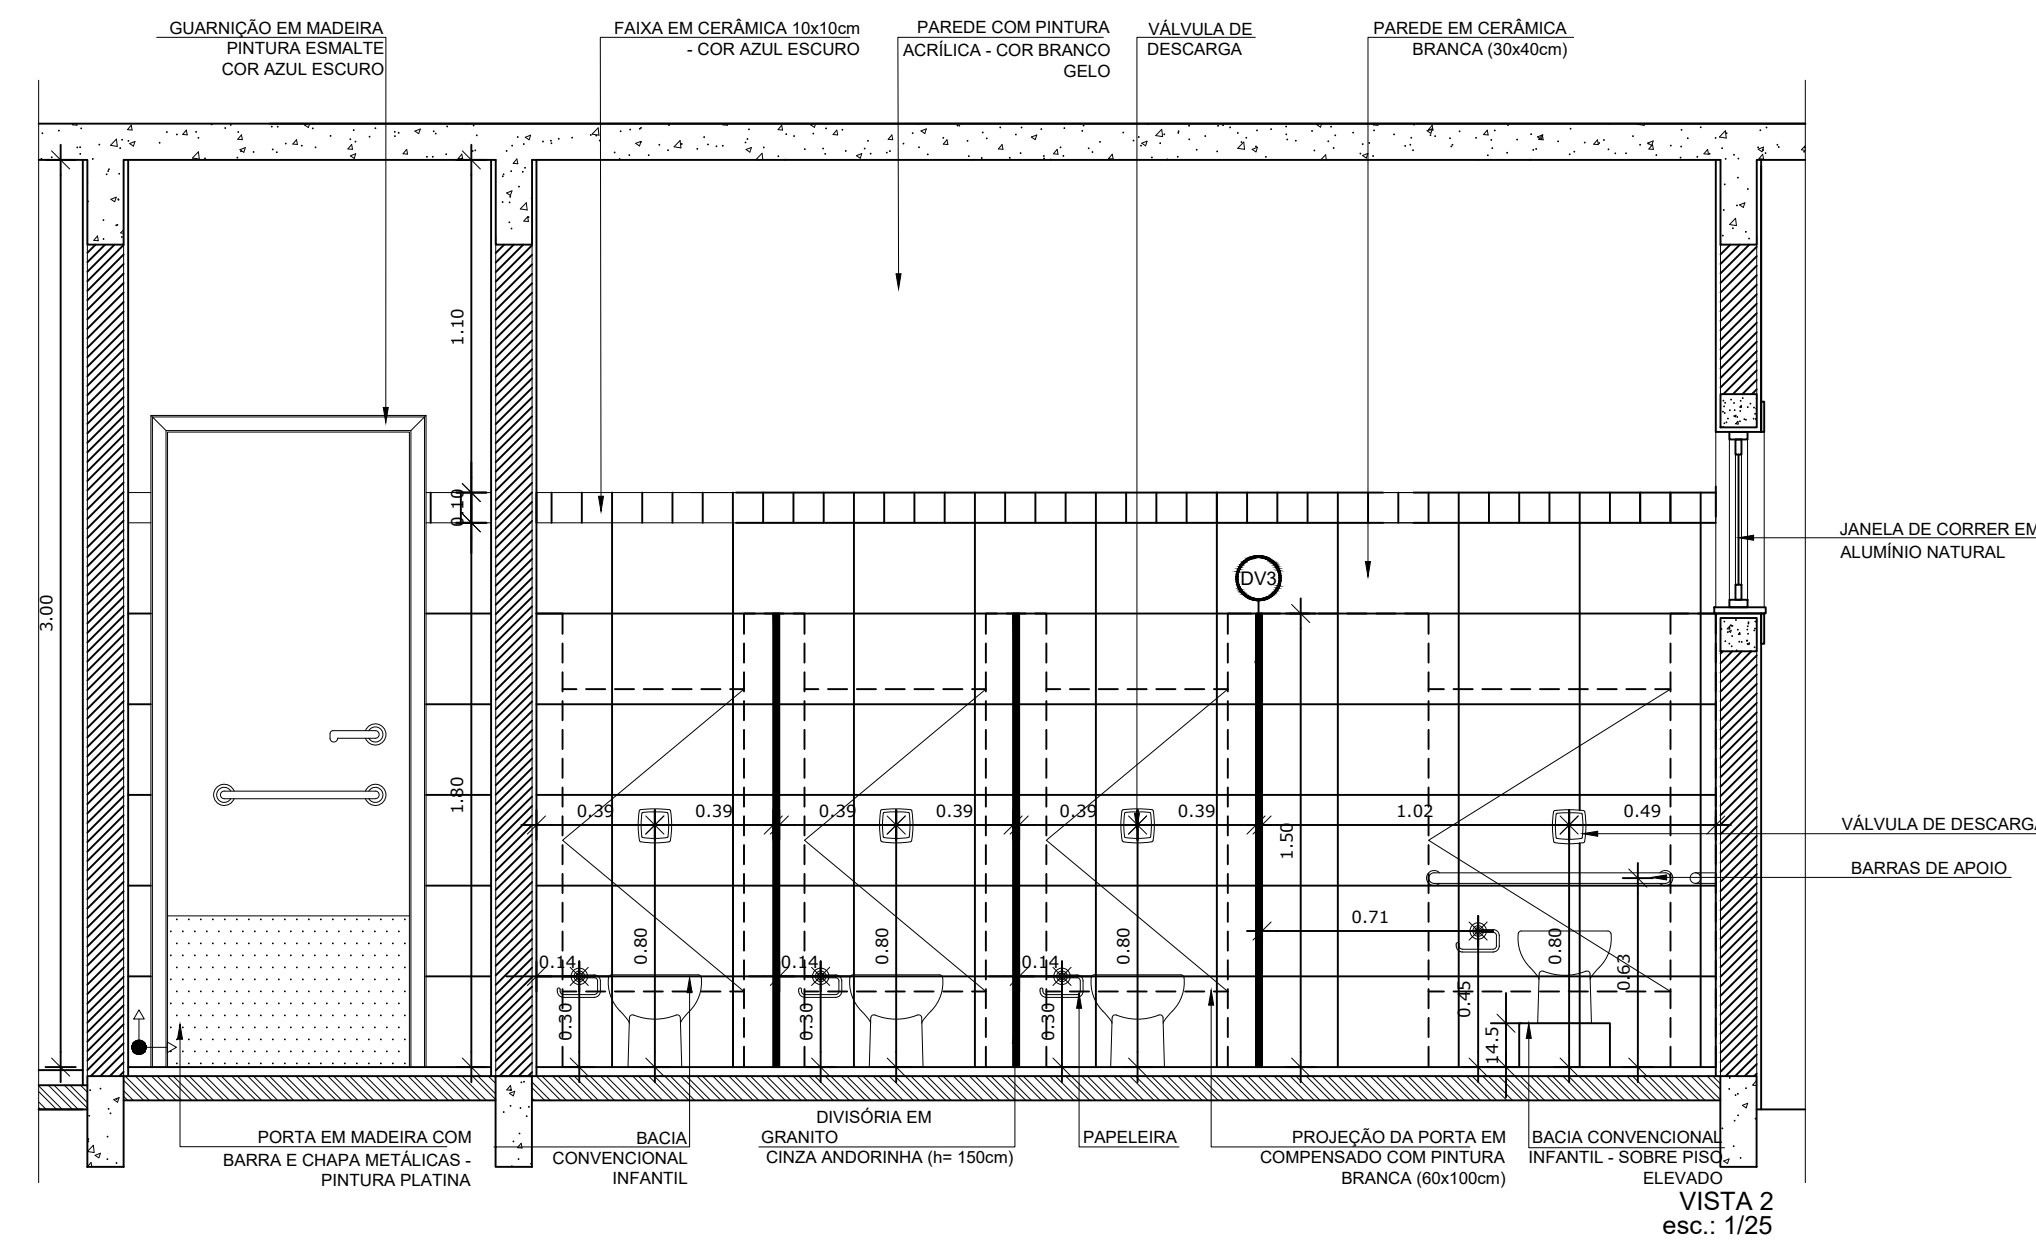 GUARNIÇÃO EM MADEIRA
PINTURA ESMALTE
COR AZUL ESCURO
FAIXA EM CERÂMICA 10x10cm
- COR AZUL ESCURO
PAREDE COM PINTURA
ACRÍLICA - COR BRANCO
GELO
VÁLVULA DE
DESCARGA
PAREDE EM CERÂMICA
BRANCA (30x40cm)
1.10
0.10
3.00
1.80
DV3
JANELA DE CORRER EM
ALUMÍNIO NATURAL
0.39
0.39
0.39
0.39
0.39
0.39
1.02
0.49
1.50
VÁLVULA DE DESCARGA
BARRAS DE APOIO
0.71
0.80
0.80
0.80
0.80
0.63
0.14
0.14
0.14
0.30
0.30
0.30
0.45
14.5
PORTA EM MADEIRA COM
BARRA E CHAPA METÁLICAS -
PINTURA PLATINA
BACIA
CONVENCIONAL
INFANTIL
DIVISÓRIA EM
GRANITO
CINZA ANDORINHA (h= 150cm)
PAPELEIRA
PROJEÇÃO DA PORTA EM
COMPENSADO COM PINTURA
BRANCA (60x100cm)
BACIA CONVENCIONAL
INFANTIL - SOBRE PISO
ELEVADO
VISTA 2
esc.: 1/25